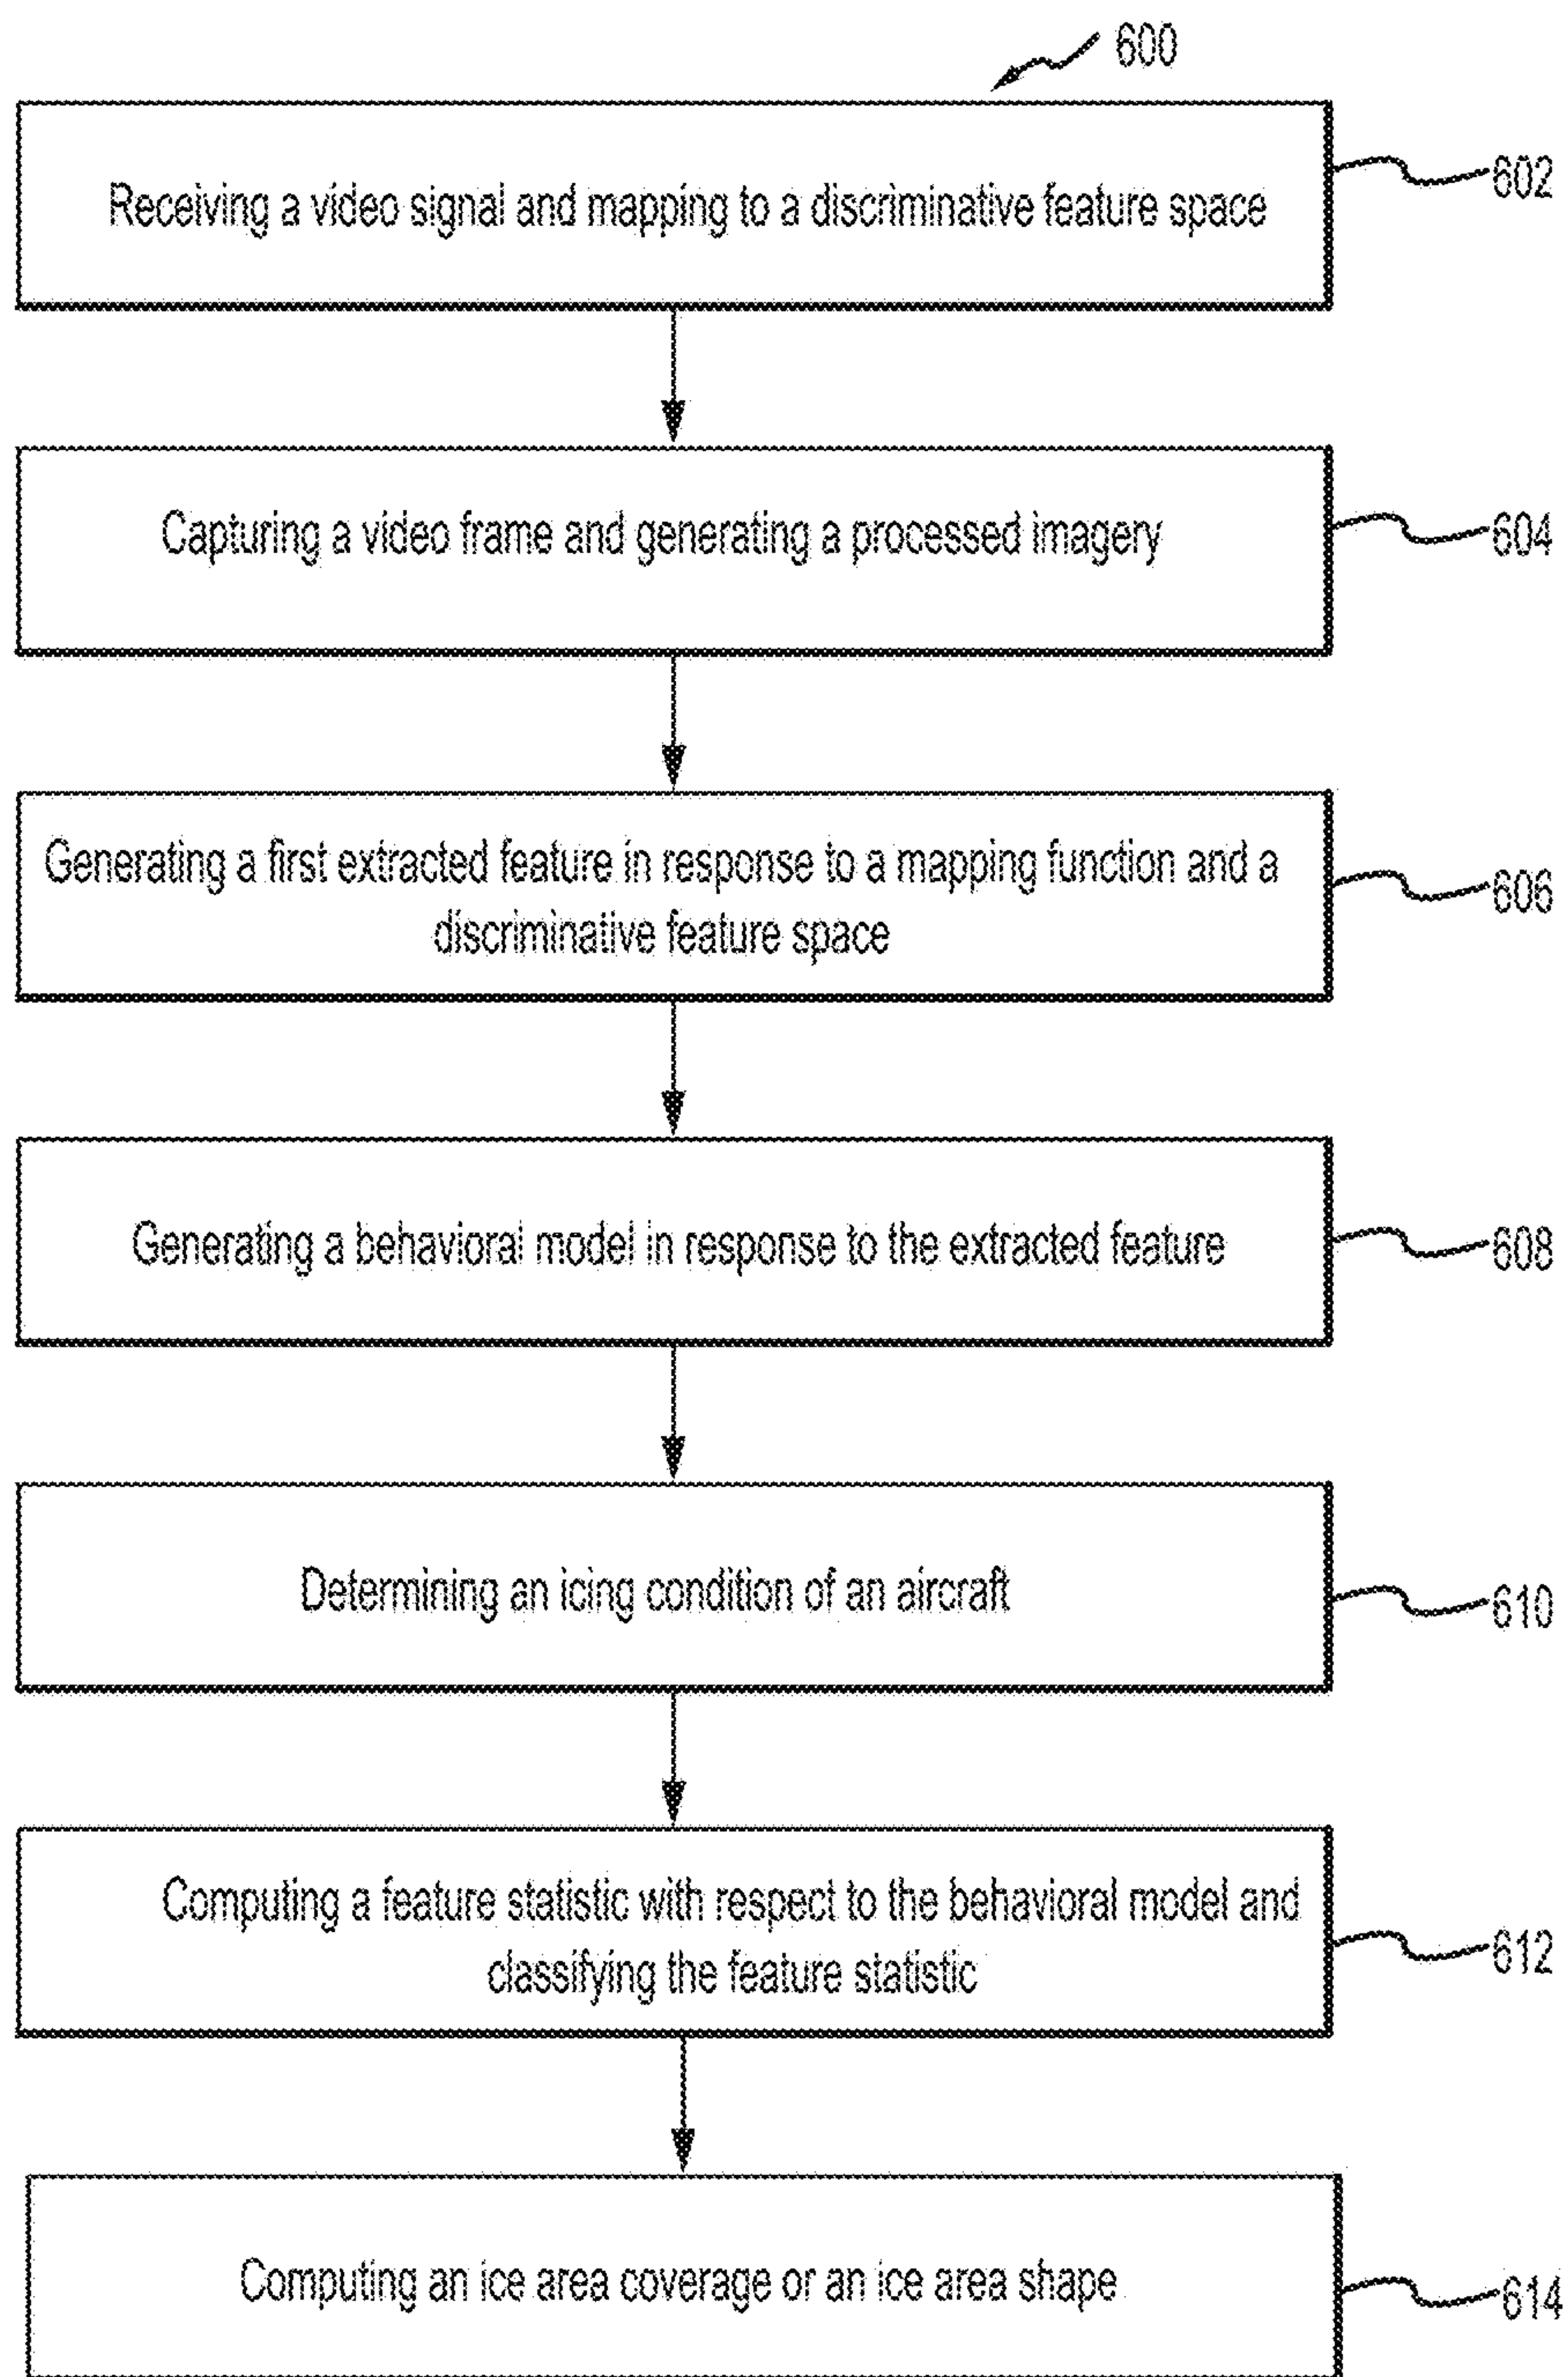 600
Receiving a video signal and mapping to a discriminative feature space
602
Capturing a video frame and generating a processed imagery
604
Generating a first extracted feature in response to a mapping function and a
discriminative feature space
606
Generating a behavioral model in response to the extracted feature
608
Determining an icing condition of an aircraft
610
Computing a feature statistic with respect to the behavioral model and
classifying the feature statistic
612
Computing an ice area coverage or an ice area shape
614